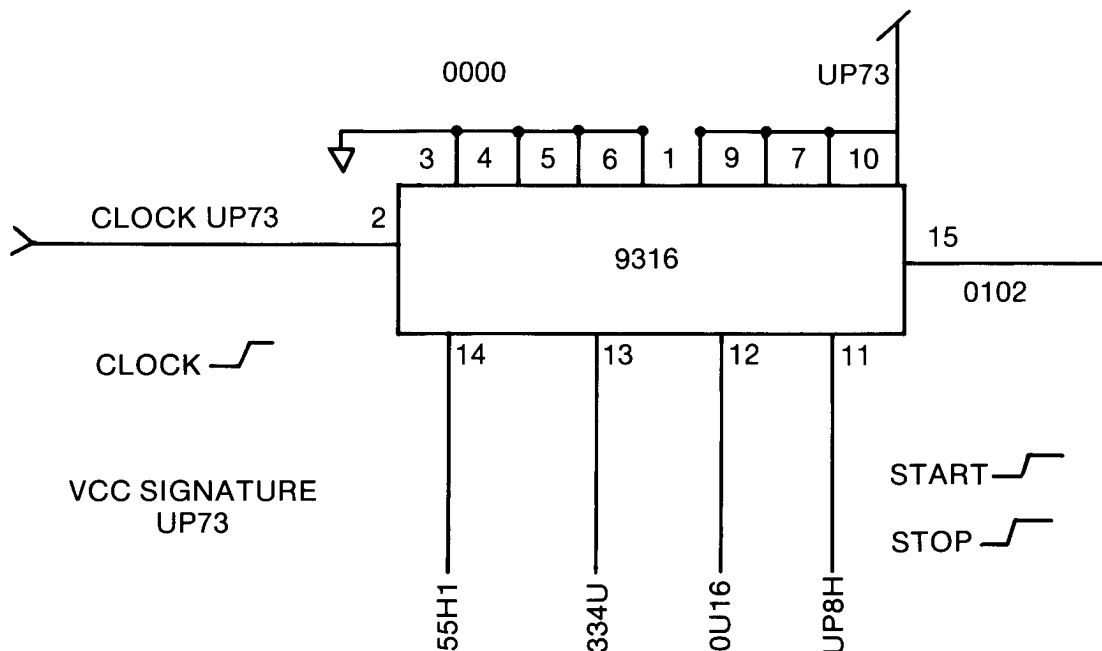 0000
UP73
3 4 5 6 1 9 7 10
CLOCK UP73
2
9316
15
0102
CLOCK
14
13
12
11
VCC SIGNATURE
UP73
START
STOP
55H1
334U
0U16
UP8H